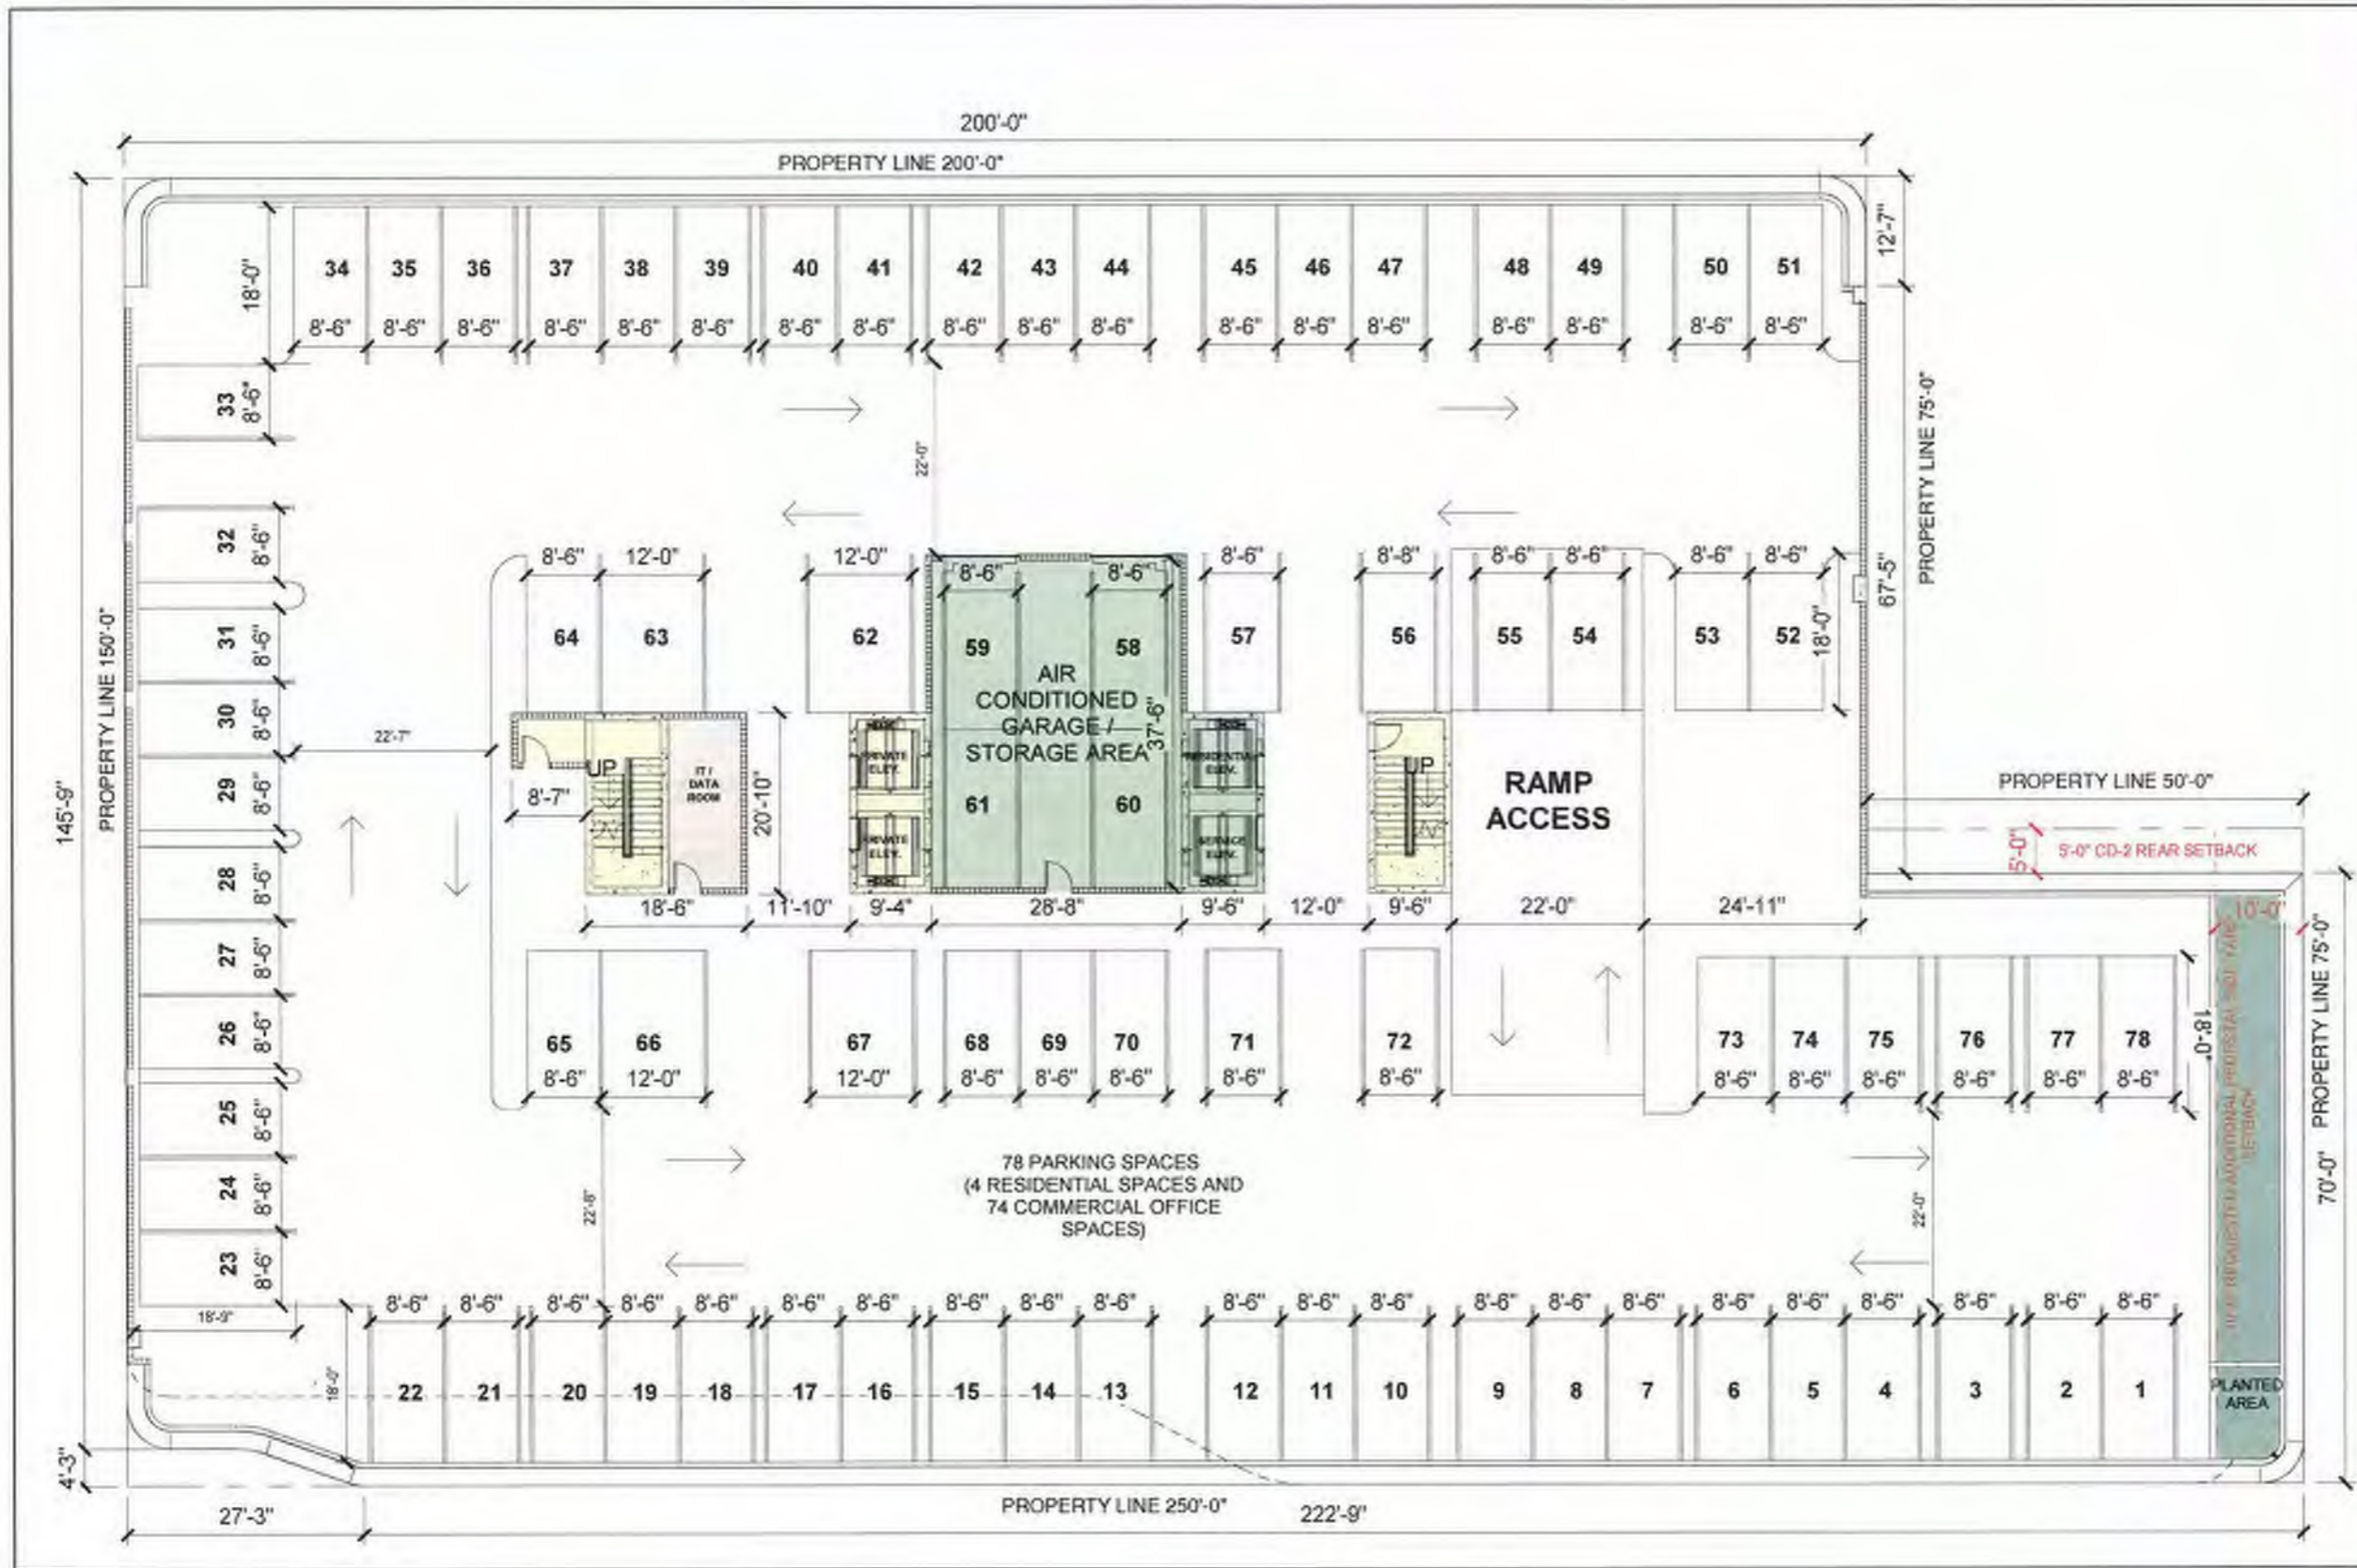 200'-0"
PROPERTY LINE 200'-0"
12'-7"
18'-0"
34 35 36 37 38 39 40 41 42 43 44 45 46 47 48 49 50 51
8'-6" 8'-6" 8'-6" 8'-6" 8'-6" 8'-6" 8'-6" 8'-6" 8'-6" 8'-6" 8'-6" 8'-6" 8'-6" 8'-6" 8'-6" 8'-6" 8'-6" 8'-6"
33 8'-6"
22'-0"
PROPERTY LINE 75'-0"
67'-5"
32 8'-6"
31 8'-6"
30 8'-6"
29 8'-6"
28 8'-6"
27 8'-6"
26 8'-6"
25 8'-6"
24 8'-6"
23 8'-6"
PROPERTY LINE 150'-0"
145'-9"
8'-6" 12'-0" 12'-0" 8'-6" 8'-6" 8'-6" 8'-8" 8'-6" 8'-6" 8'-6" 8'-6"
64 63 62 59 58 57 56 55 54 53 52
18'-0"
AIR
CONDITIONED
GARAGE /
STORAGE AREA
37'-6"
61 60
22'-7"
8'-7"
UP
IT /
DATA
ROOM
20'-10"
PRIVATE
ELEV.
PRIVATE
ELEV.
RESIDENTIAL
ELEV.
SERVICE
ELEV.
UP
RAMP
ACCESS
PROPERTY LINE 50'-0"
5'-0"
5'-0" CD-2 REAR SETBACK
18'-6" 11'-10" 9'-4" 28'-8" 9'-6" 12'-0" 9'-6" 22'-0" 24'-11"
10'-0"
PROPERTY LINE 75'-0"
70'-0"
65 66 67 68 69 70 71 72 73 74 75 76 77 78
8'-6" 12'-0" 12'-0" 8'-6" 8'-6" 8'-6" 8'-6" 8'-6" 8'-6" 8'-6" 8'-6" 8'-6" 8'-6" 8'-6"
18'-0"
SETBACK
78 PARKING SPACES
(4 RESIDENTIAL SPACES AND
74 COMMERCIAL OFFICE
SPACES)
22'-8"
22'-0"
18'-9"
18'-0"
8'-6" 8'-6" 8'-6" 8'-6" 8'-6" 8'-6" 8'-6" 8'-6" 8'-6" 8'-6" 8'-6" 8'-6" 8'-6" 8'-6" 8'-6" 8'-6" 8'-6" 8'-6" 8'-6" 8'-6" 8'-6" 8'-6"
22 21 20 19 18 17 16 15 14 13 12 11 10 9 8 7 6 5 4 3 2 1
PLANTED
AREA
4'-3"
27'-3"
PROPERTY LINE 250'-0"
222'-9"